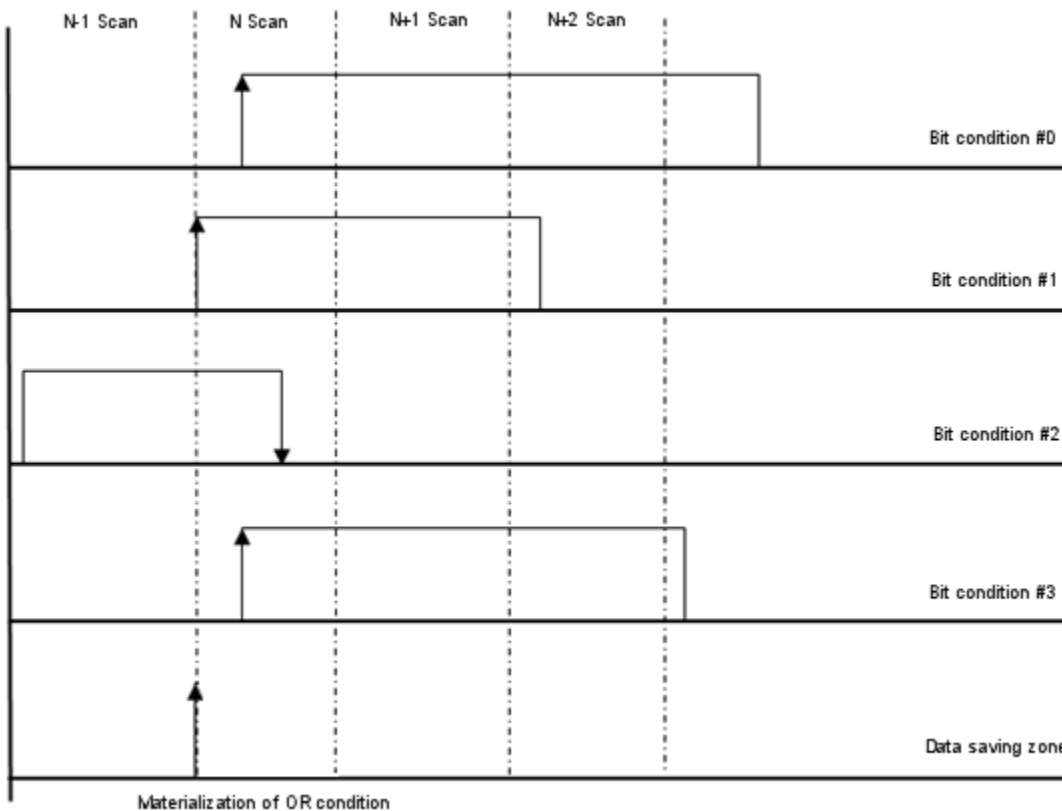 N-1 Scan N Scan N+1 Scan N+2 Scan
Bit condition #0
Bit condition #1
Bit condition #2
Bit condition #3
Data saving zone
Materialization of OR condition